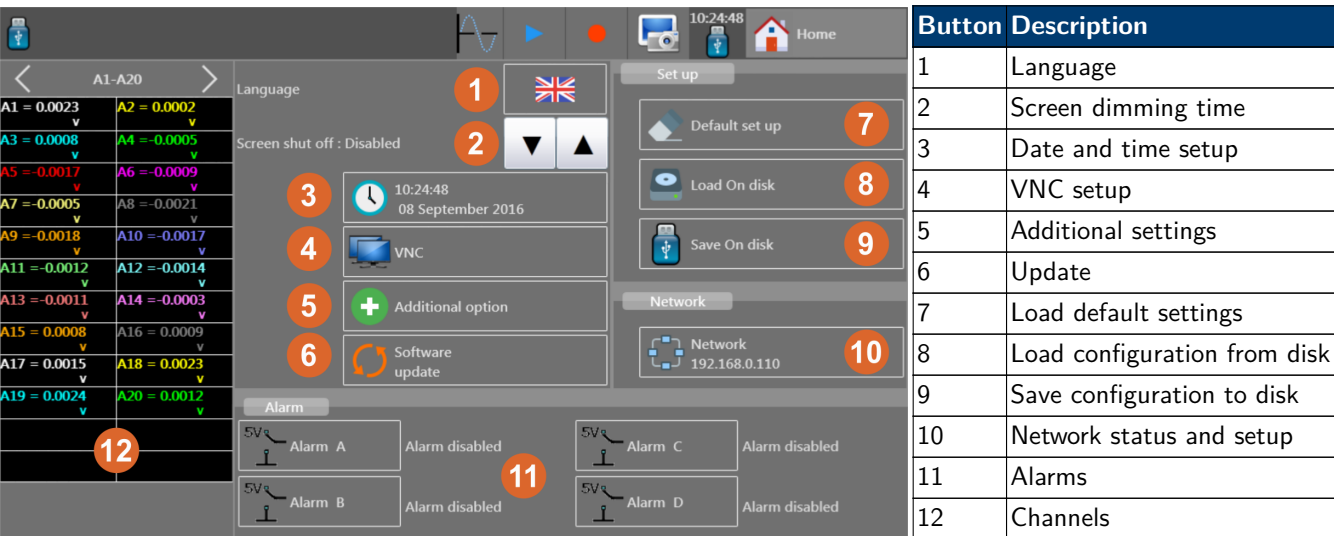 10:24:48
Home
A1-A20
A1 = 0.0023 V
A2 = 0.0002 V
A3 = 0.0008 V
A4 =-0.0005 V
A5 =-0.0017 V
A6 =-0.0009 V
A7 =-0.0005 V
A8 =-0.0021 V
A9 =-0.0018 V
A10 =-0.0017 V
A11 =-0.0012 V
A12 =-0.0014 V
A13 =-0.0011 V
A14 =-0.0003 V
A15 = 0.0008 V
A16 = 0.0009 V
A17 = 0.0015 V
A18 = 0.0023 V
A19 = 0.0024 V
A20 = 0.0012 V
12
Language
1
Screen shut off : Disabled
2
3
10:24:48
08 September 2016
4
VNC
5
Additional option
6
Software
update
Set up
Default set up
7
Load On disk
8
Save On disk
9
Network
Network
192.168.0.110
10
Alarm
5V
Alarm A
Alarm disabled
5V
Alarm C
Alarm disabled
11
5V
Alarm B
Alarm disabled
5V
Alarm D
Alarm disabled
Button Description
1 Language
2 Screen dimming time
3 Date and time setup
4 VNC setup
5 Additional settings
6 Update
7 Load default settings
8 Load configuration from disk
9 Save configuration to disk
10 Network status and setup
11 Alarms
12 Channels